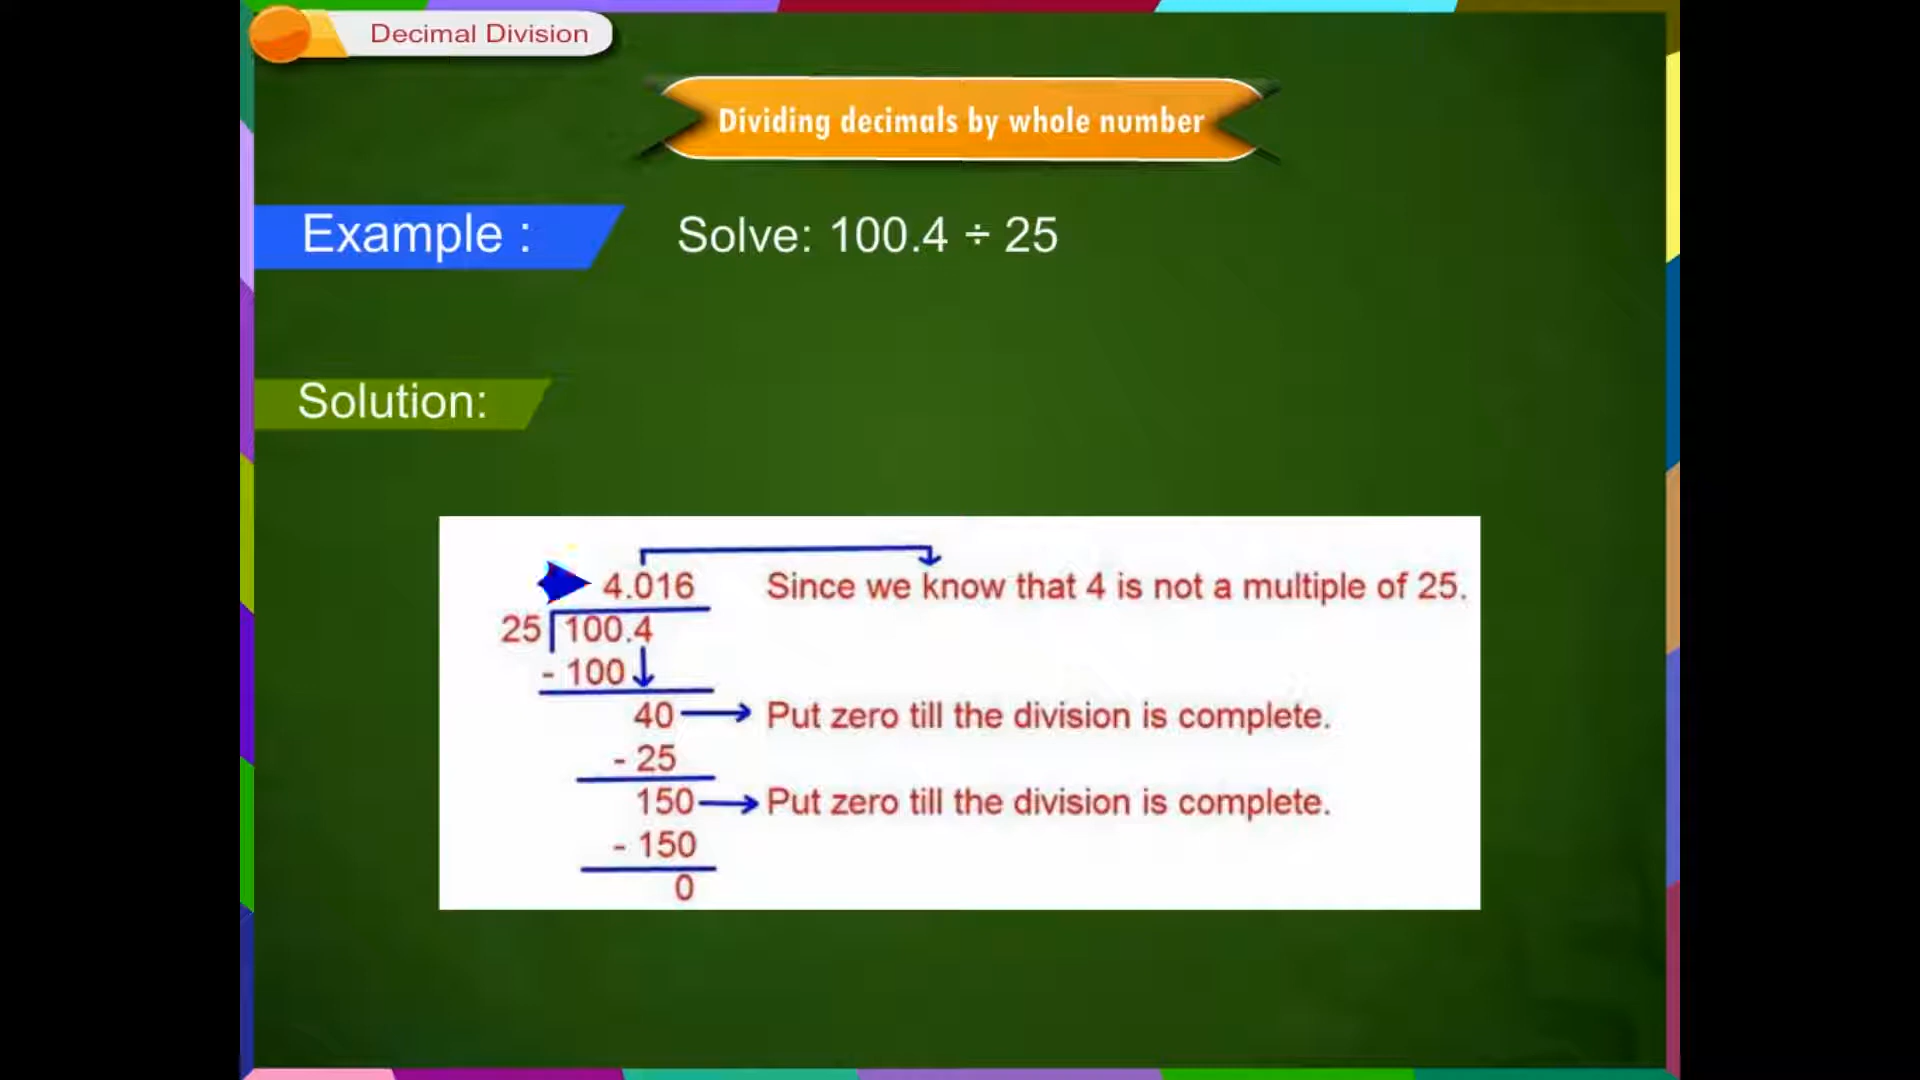 Decimal Division
Dividing decimals by whole number
Example :
Solve: 100.4 ÷ 25
Solution:
4.016 Since we know that 4 is not a multiple of 25.
25 100.4
- 100
40 Put zero till the division is complete.
- 25
150 Put zero till the division is complete.
- 150
0